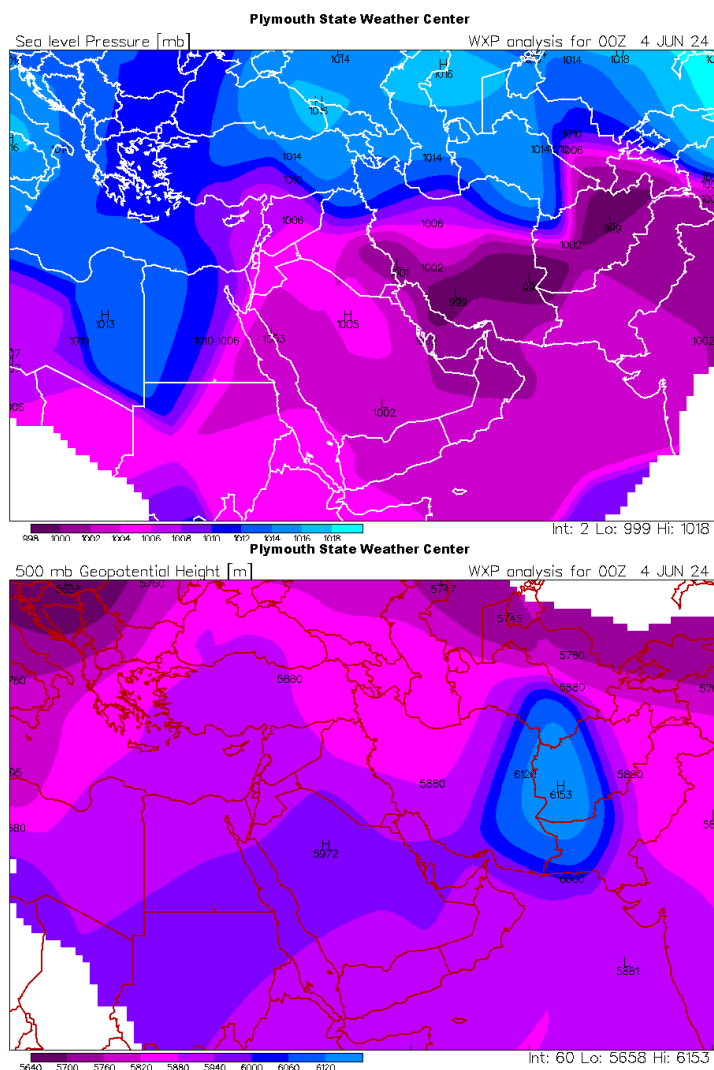 Plymouth State Weather Center
Sea level Pressure [mb] WXP analysis for 00Z 4 JUN 24
1014 H 1016 1014 1018
H
1010
1014 1014 1014
1006
1010
1006 1006
L 999
1002
1002
L
L 999
H 1013 H 1005
L 1003
1010 1010 1006 1002
L 1002
998 1000 1002 1004 1006 1008 1010 1012 1014 1016 1018
Int: 2 Lo: 999 Hi: 1018
Plymouth State Weather Center
500 mb Geopotential Height [m] WXP analysis for 00Z 4 JUN 24
5760 5747
5745
5760
5880 5880
5880 6120 H 6153 5880
H 5972
6000
L 5881
5640 5700 5760 5820 5880 5940 6000 6060 6120
Int: 60 Lo: 5658 Hi: 6153